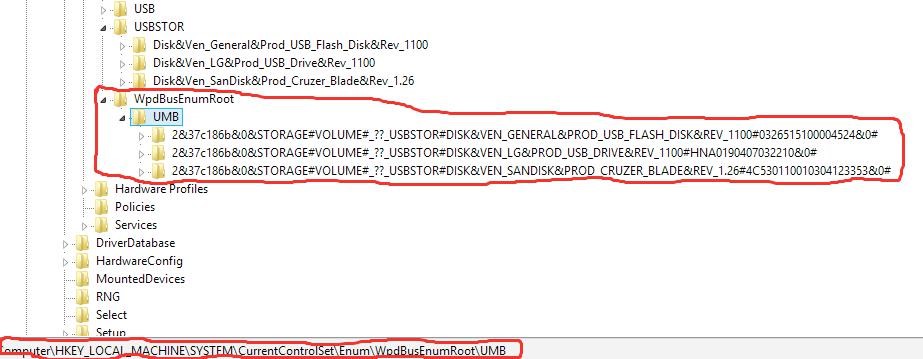 USB
USBSTOR
Disk&Ven_General&Prod_USB_Flash_Disk&Rev_1100
Disk&Ven_LG&Prod_USB_Drive&Rev_1100
Disk&Ven_SanDisk&Prod_Cruzer_Blade&Rev_1.26
WpdBusEnumRoot
UMB
2&37c186b&0&STORAGE#VOLUME#_??_USBSTOR#DISK&VEN_GENERAL&PROD_USB_FLASH_DISK&REV_1100#0326515100004524&0#
2&37c186b&0&STORAGE#VOLUME#_??_USBSTOR#DISK&VEN_LG&PROD_USB_DRIVE&REV_1100#HNA0190407032210&0#
2&37c186b&0&STORAGE#VOLUME#_??_USBSTOR#DISK&VEN_SANDISK&PROD_CRUZER_BLADE&REV_1.26#4C530110010304123353&0#
Hardware Profiles
Policies
Services
DriverDatabase
HardwareConfig
MountedDevices
RNG
Select
Setup
omputer\HKEY_LOCAL_MACHINE\SYSTEM\CurrentControlSet\Enum\WpdBusEnumRoot\UMB